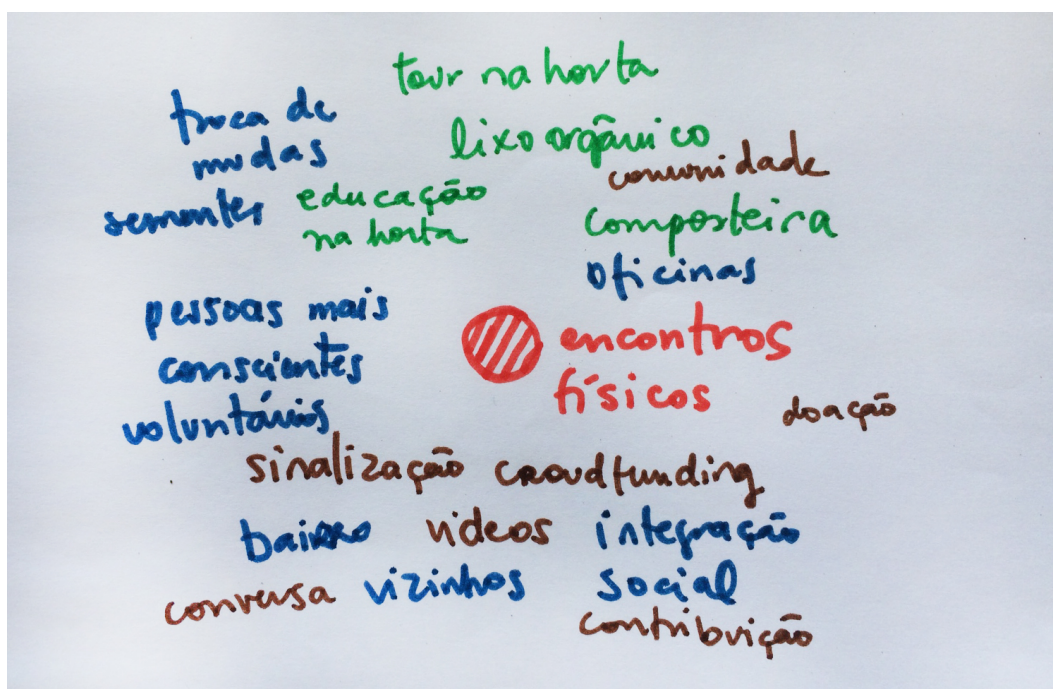 tour na horta
troca de
mudas
lixo orgânico
comunidade
sementes
educação
na horta
composteira
oficinas
pessoas mais
conscientes
voluntários
encontros
físicos
doação
sinalização
crowdfunding
bairro
videos
integração
social
conversa
vizinhos
contribuição